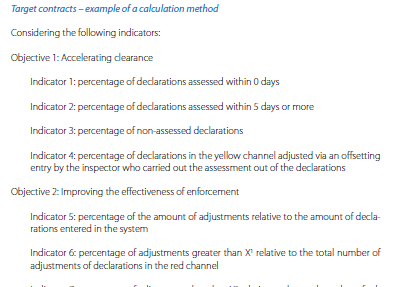 Target contracts – example of a calculation method
Considering the following indicators:
Objective 1: Accelerating clearance
Indicator 1: percentage of declarations assessed within 0 days
Indicator 2: percentage of declarations assessed within 5 days or more
Indicator 3: percentage of non-assessed declarations
Indicator 4: percentage of declarations in the yellow channel adjusted via an offsetting
entry by the inspector who carried out the assessment out of the declarations
Objective 2: Improving the effectiveness of enforcement
Indicator 5: percentage of the amount of adjustments relative to the amount of decla-
rations entered in the system
Indicator 6: percentage of adjustments greater than X¹ relative to the total number of
adjustments of declarations in the red channel